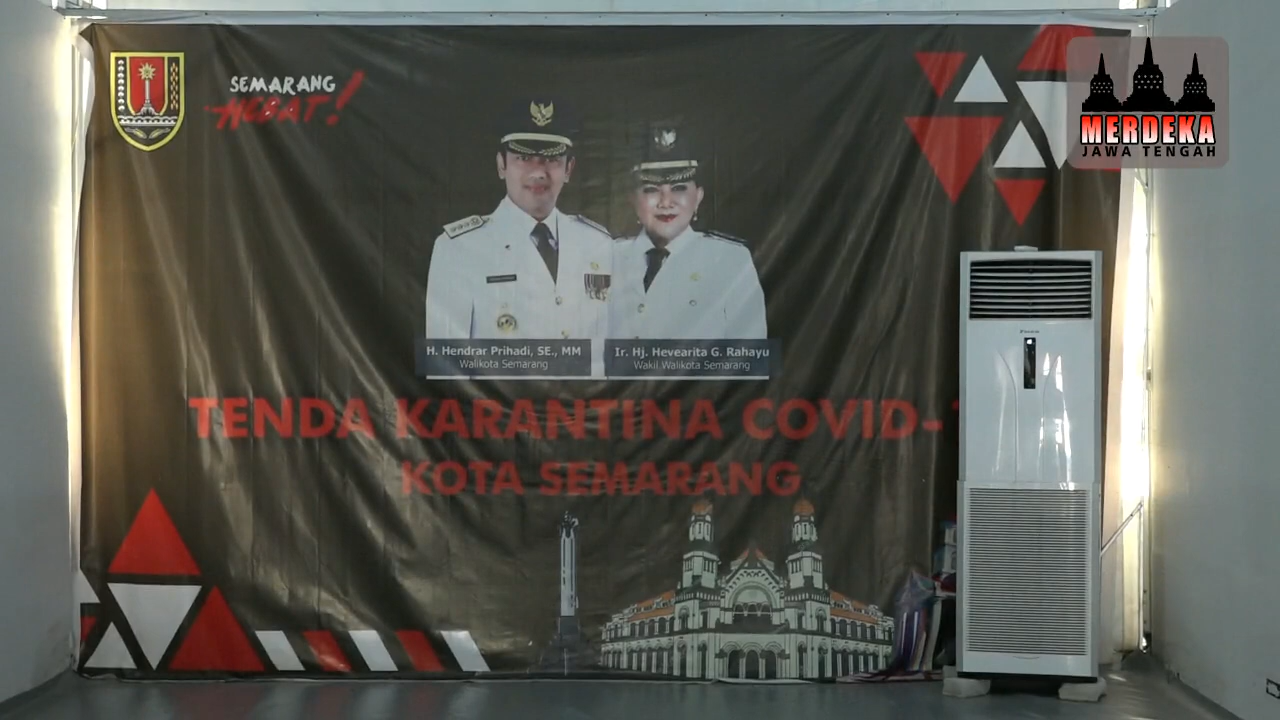 SEMARANG
HEBAT!
MERDEKA
JAWA TENGAH
H. Hendrar Prihadi, SE., MM
Walikota Semarang
Ir. Hj. Hevearita G. Rahayu
Wakil Walikota Semarang
TENDA KARANTINA COVID-
KOTA SEMARANG